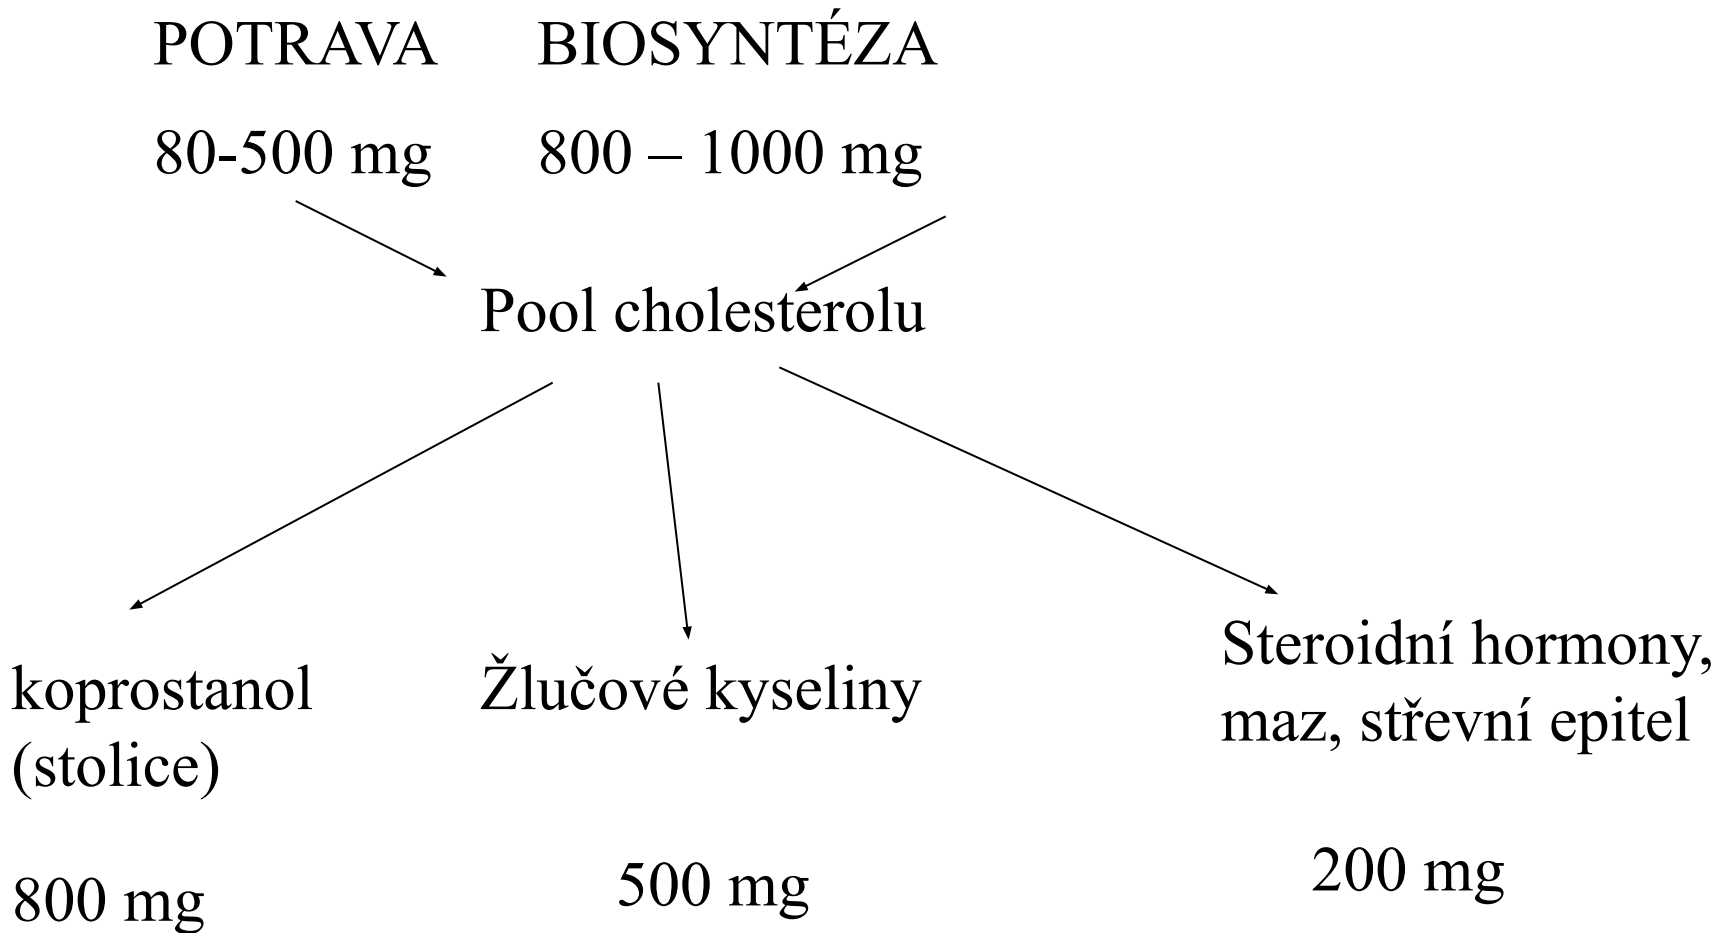 POTRAVA BIOSYNTÉZA
80-500 mg 800 – 1000 mg
Pool cholesterolu
koprostanol
(stolice)
800 mg
Žlučové kyseliny
500 mg
Steroidní hormony,
maz, střevní epitel
200 mg